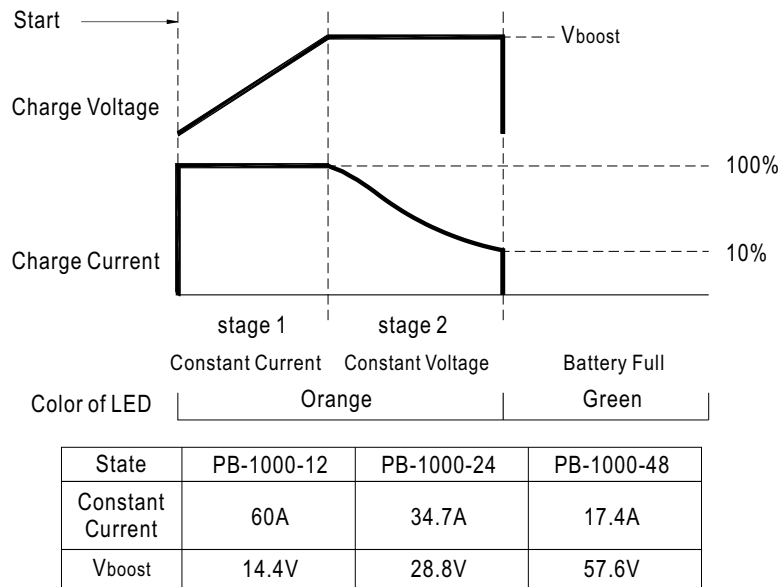 Start
Vboost
Charge Voltage
100%
Charge Current
10%
stage 1 stage 2
Constant Current Constant Voltage Battery Full
Color of LED Orange Green
State PB-1000-12 PB-1000-24 PB-1000-48
Constant
Current 60A 34.7A 17.4A
Vboost 14.4V 28.8V 57.6V